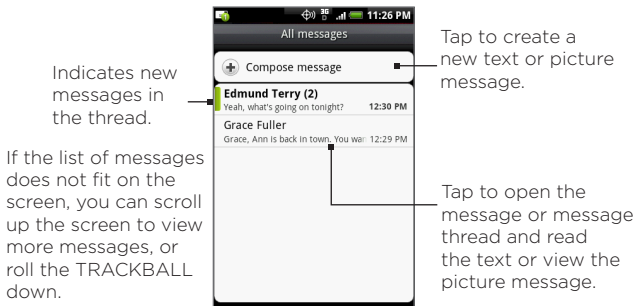 3G 11:26 PM
All messages
Compose message
Edmund Terry (2)
Yeah, what's going on tonight? 12:30 PM
Grace Fuller
Grace, Ann is back in town. You war 12:29 PM
Indicates new
messages in
the thread.
If the list of messages
does not fit on the
screen, you can scroll
up the screen to view
more messages, or
roll the TRACKBALL
down.
Tap to create a
new text or picture
message.
Tap to open the
message or message
thread and read
the text or view the
picture message.